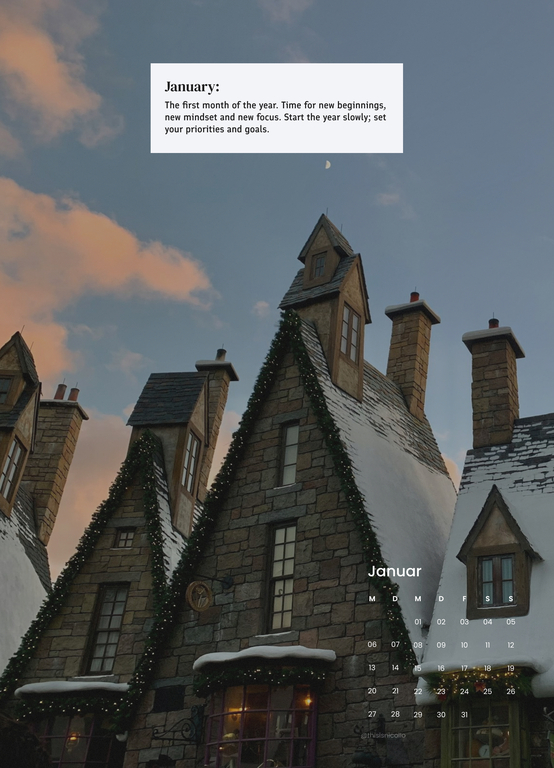 January:
The first month of the year. Time for new beginnings,
new mindset and new focus. Start the year slowly; set
your priorities and goals.
Januar
M D M D F S S
01 02 03 04 05
06 07 08 09 10 11 12
13 14 15 16 17 18 19
20 21 22 23 24 25 26
27 28 29 30 31